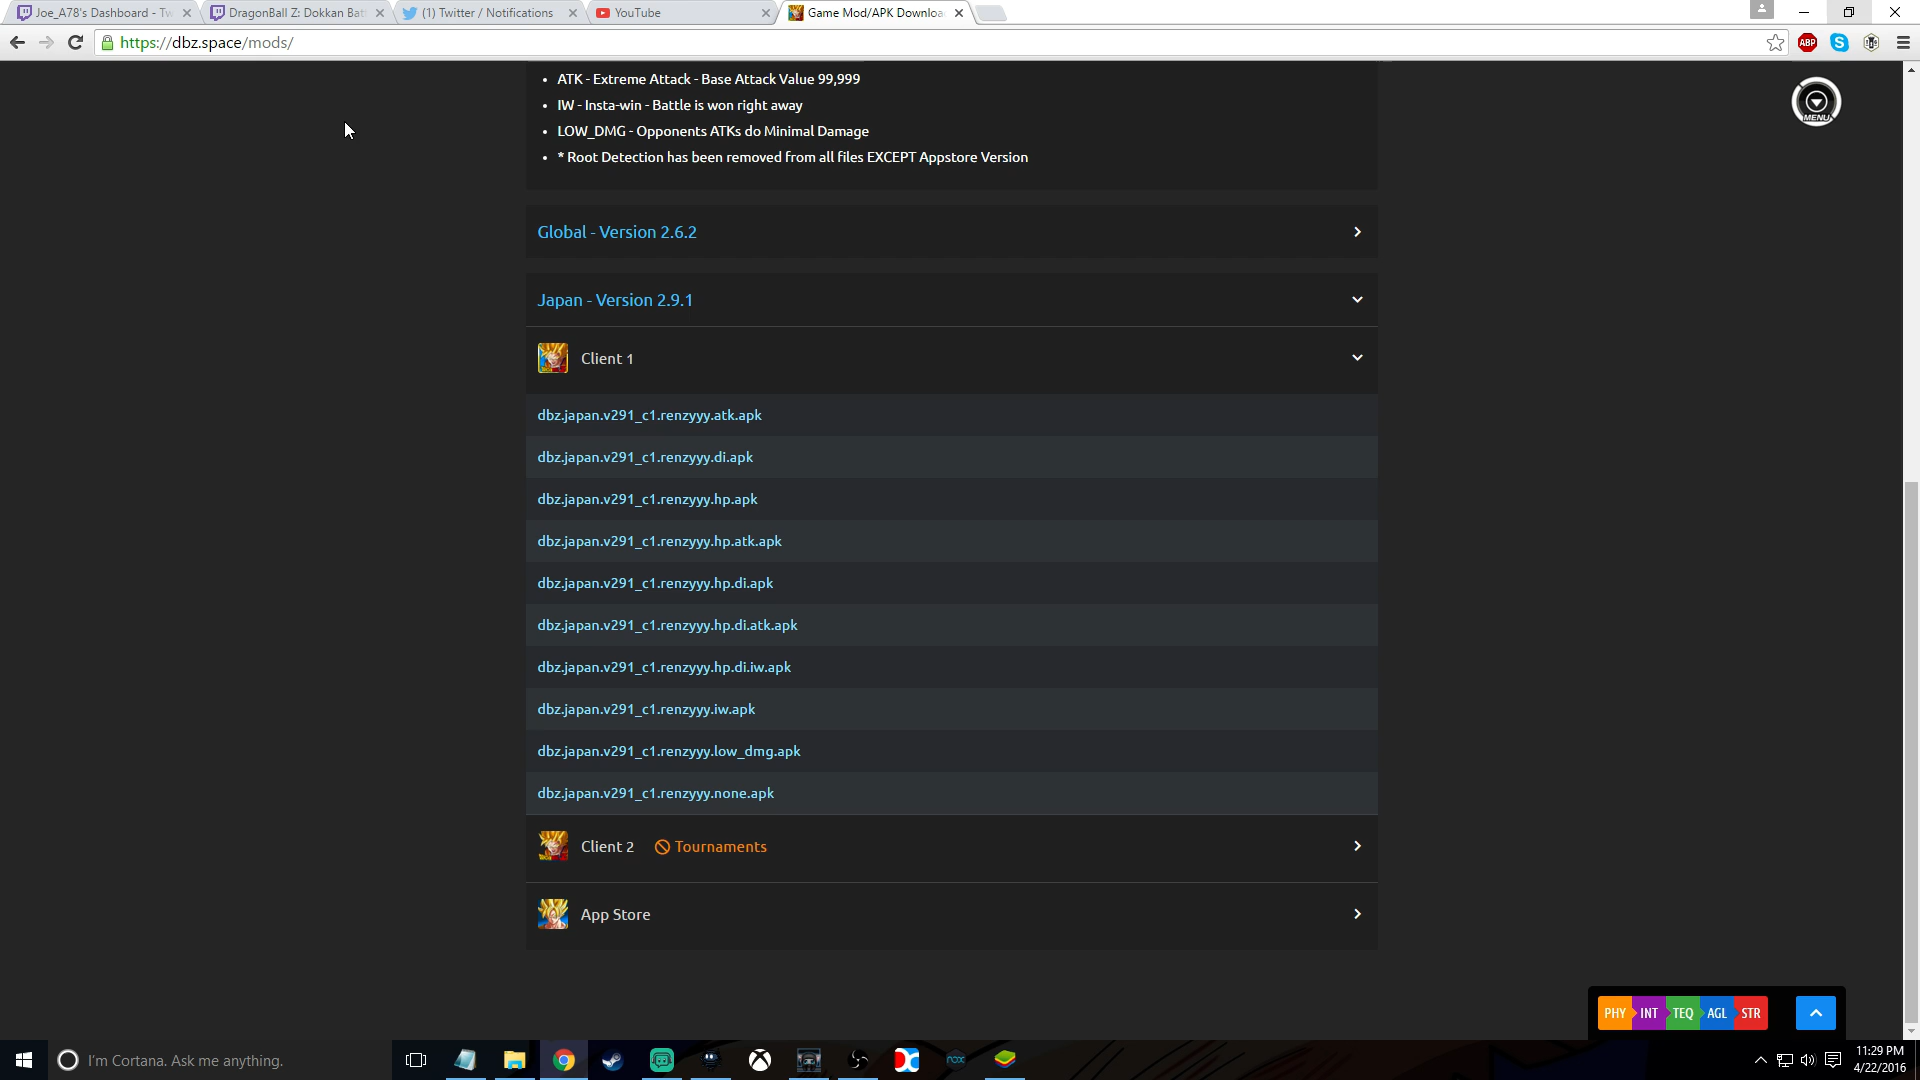 Joe_A78's Dashboard - Tw
DragonBall Z: Dokkan Bat
(1) Twitter / Notifications
YouTube
Game Mod/APK Downloa
https://dbz.space/mods/
ABP
ATK - Extreme Attack - Base Attack Value 99,999
IW - Insta-win - Battle is won right away
LOW_DMG - Opponents ATKs do Minimal Damage
* Root Detection has been removed from all files EXCEPT Appstore Version
MENU
Global - Version 2.6.2
Japan - Version 2.9.1
Client 1
dbz.japan.v291_c1.renzyyy.atk.apk
dbz.japan.v291_c1.renzyyy.di.apk
dbz.japan.v291_c1.renzyyy.hp.apk
dbz.japan.v291_c1.renzyyy.hp.atk.apk
dbz.japan.v291_c1.renzyyy.hp.di.apk
dbz.japan.v291_c1.renzyyy.hp.di.atk.apk
dbz.japan.v291_c1.renzyyy.hp.di.iw.apk
dbz.japan.v291_c1.renzyyy.iw.apk
dbz.japan.v291_c1.renzyyy.low_dmg.apk
dbz.japan.v291_c1.renzyyy.none.apk
Client 2 Tournaments
App Store
PHY INT TEQ AGL STR
I'm Cortana. Ask me anything.
nox
11:29 PM
4/22/2016